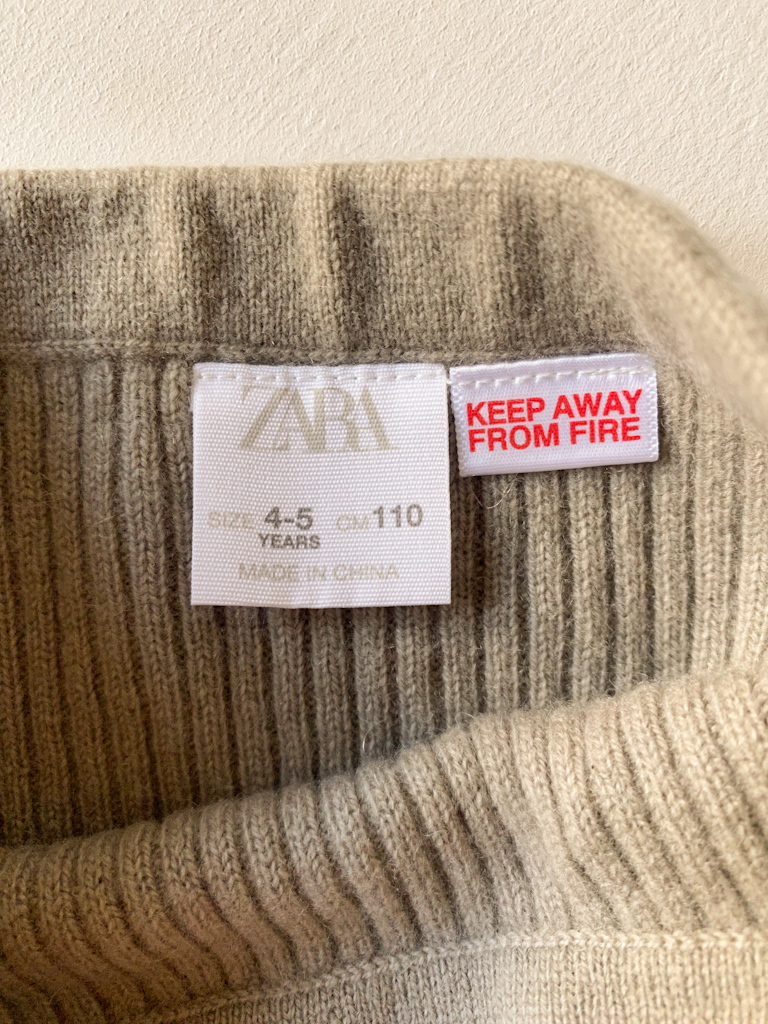 ZARA
SIZE 4-5 CM 110
YEARS
MADE IN CHINA
KEEP AWAY
FROM FIRE